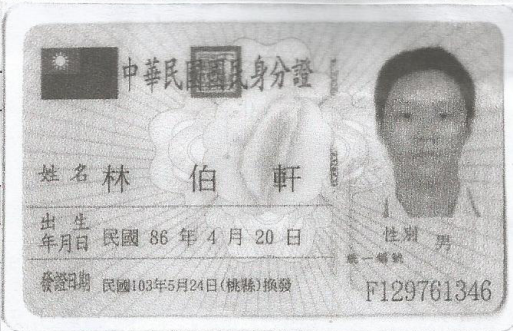 中華民國國民身分證
姓名 林伯軒
出生年月日 民國 86 年 4 月 20 日
性別 男
統一編號
發證日期 民國103年5月24日(桃縣)換發
F129761346